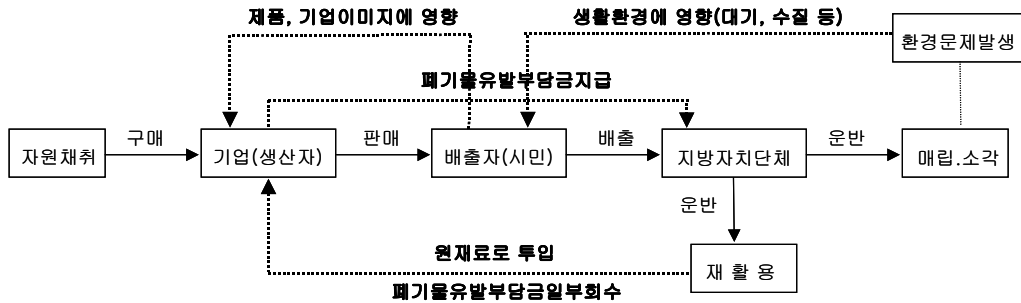 제품, 기업이미지에 영향
생활환경에 영향(대기, 수질 등)
환경문제발생
폐기물유발부담금지급
자원채취
구매
기업(생산자)
판매
배출자(시민)
배출
지방자치단체
운반
매립.소각
운반
원재료로 투입
재 활 용
폐기물유발부담금일부회수